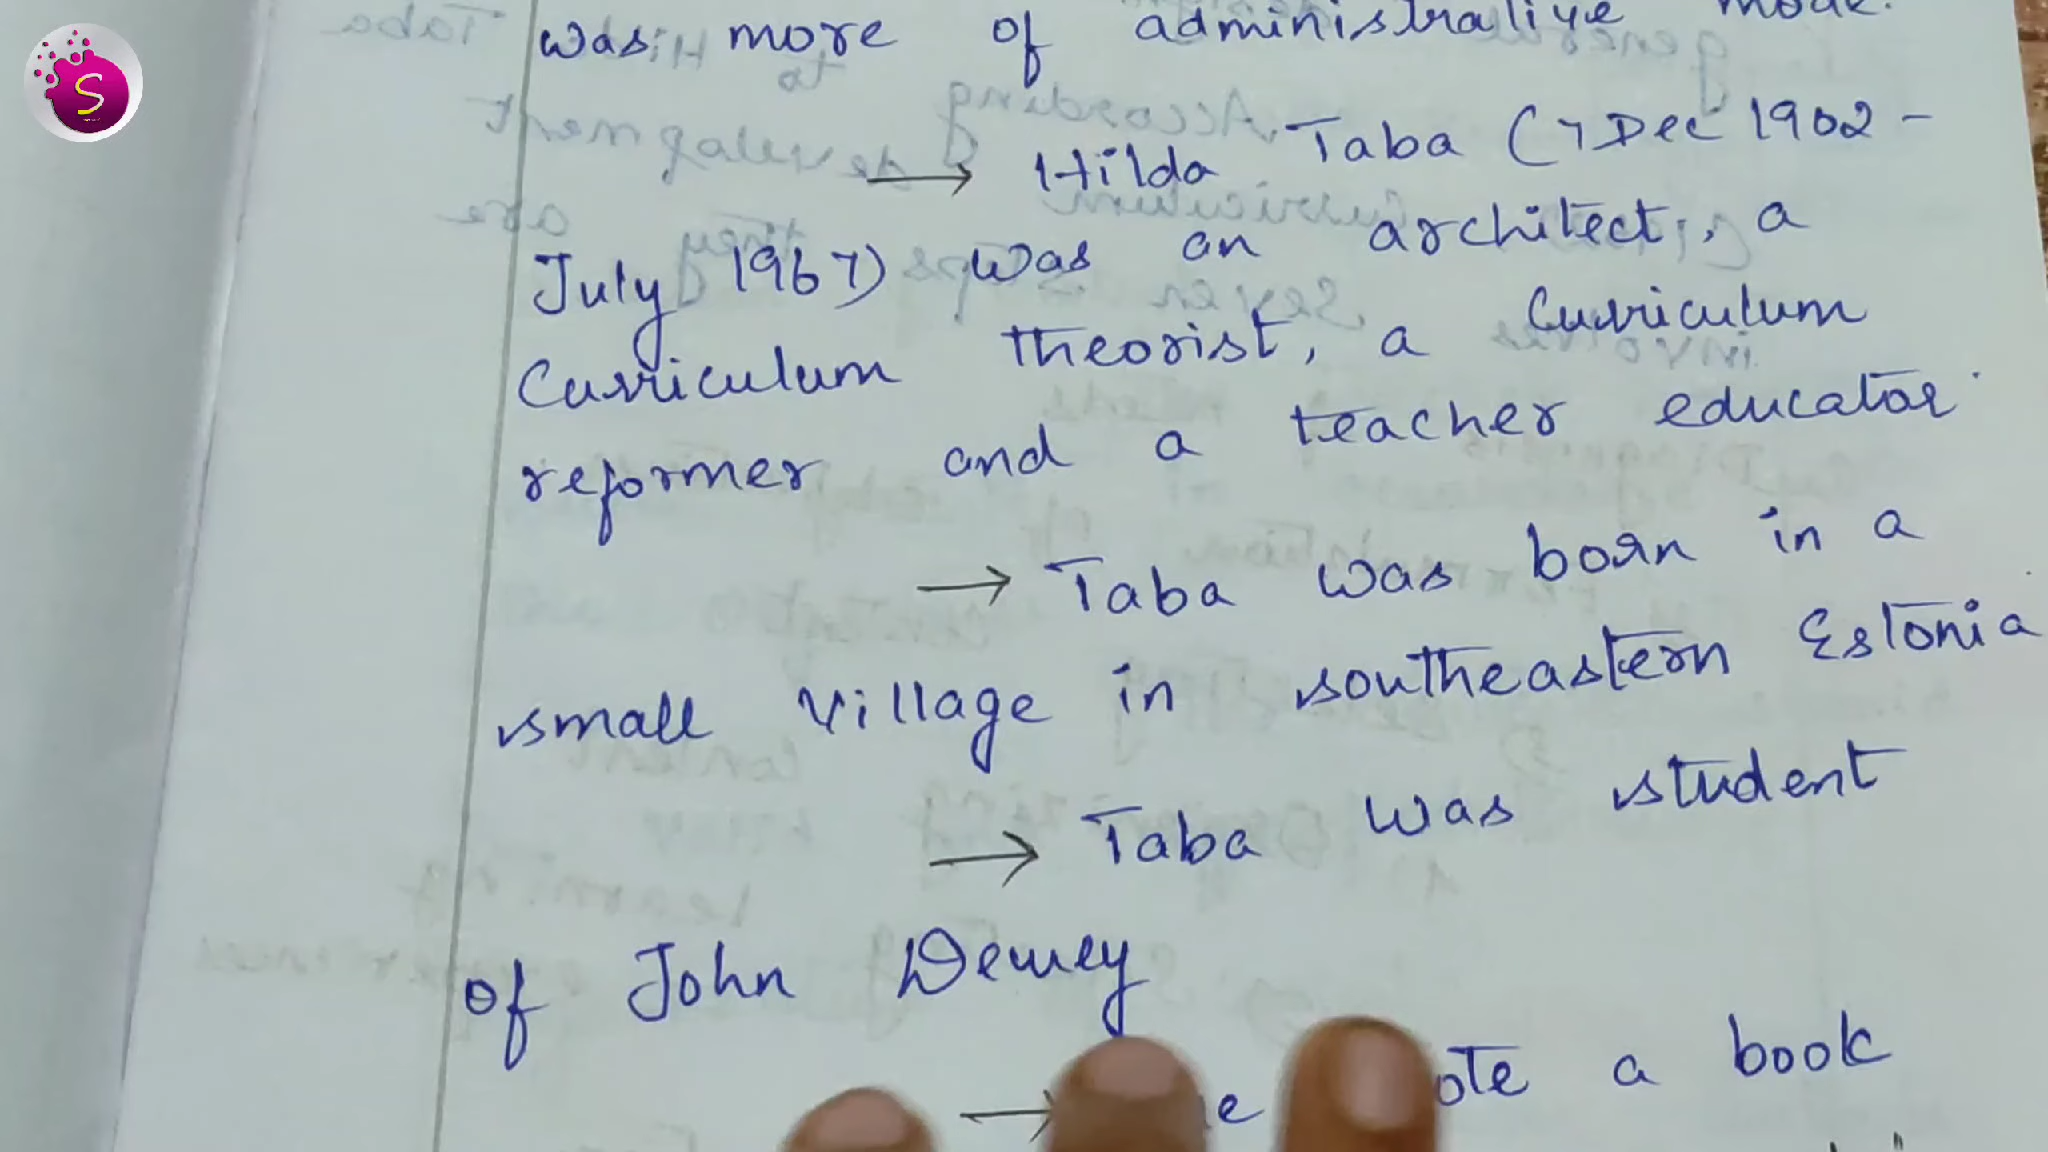 S
was more of administrative mode.
→ Hilda Taba (7 Dec 1902 -
July 1967) was an architect, a
Curriculum theorist, a Curriculum
reformer and a teacher educator
→ Taba was born in a
small village in southeastern Estonia
→ Taba was student
of John Dewey
→ a book